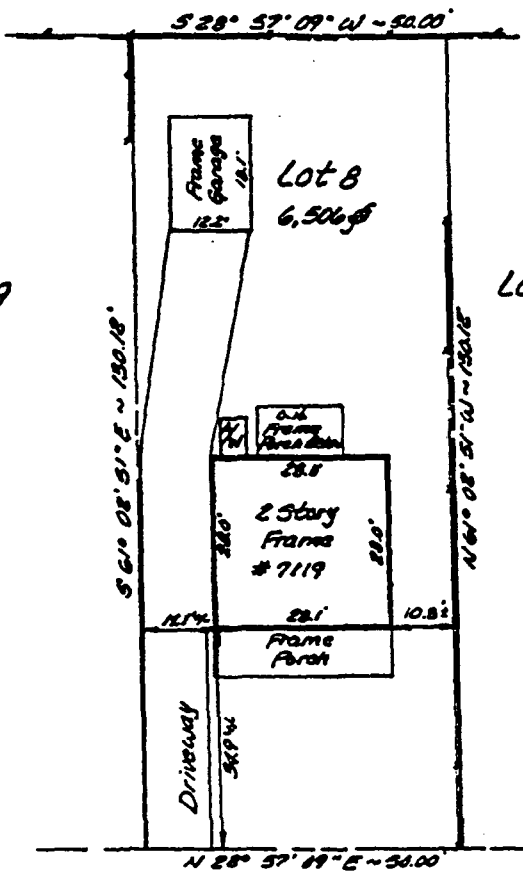 S 28° 57' 09" W ~ 50.00'
Frame
Garage
18.1'
12.2'
Lot 8
6,506
S 61° 08' 51" E ~ 130.18'
N 61° 08' 51" W ~ 130.18'
Frame
28.1'
2 Story
Frame
# 7119
28.0'
28.0'
28.1'
10.8'±
Frame
Porch
Driveway
N 28° 57' 09" E ~ 50.00'